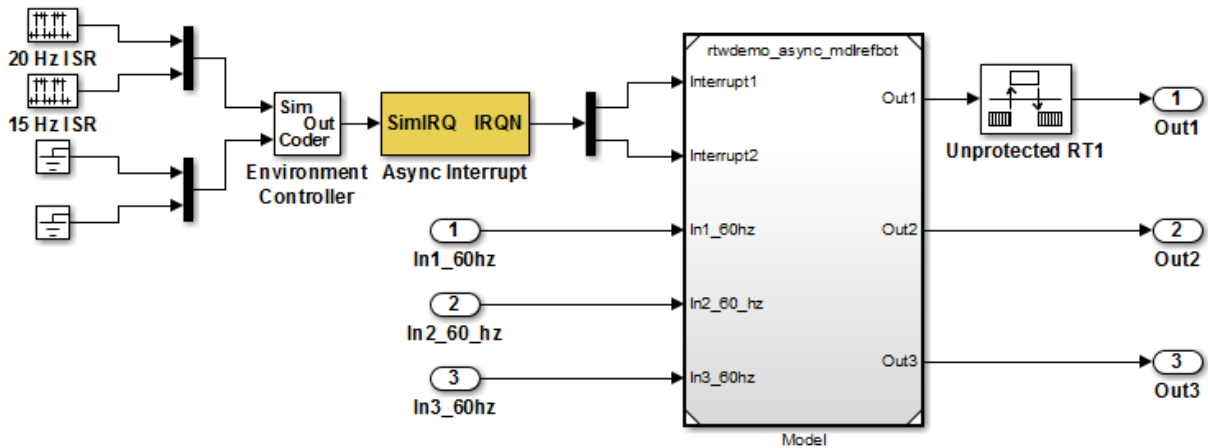 20 Hz ISR
15 Hz ISR
Sim
Out
Coder
Environment
Controller
SimIRQ IRQN
Async Interrupt
rtwdemo_async_mdlrefbot
Interrupt1
Interrupt2
In1_60hz
In2_60_hz
In3_60hz
Out1
Out2
Out3
Model
1
In1_60hz
2
In2_60_hz
3
In3_60hz
Unprotected RT1
1
Out1
2
Out2
3
Out3